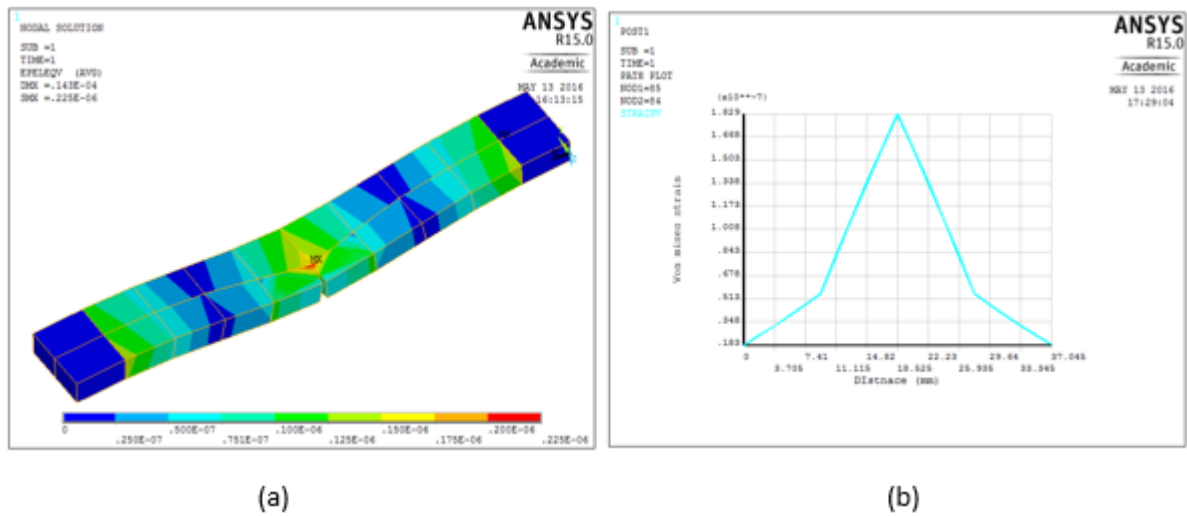 1
NODAL SOLUTION
SUB =1
TIME=1
EPELEQV (AVG)
DMX =.143E-04
SMX =.225E-06
ANSYS
R15.0
Academic
MAY 13 2016
16:13:15
MX
0
.250E-07
.500E-07
.751E-07
.100E-06
.125E-06
.150E-06
.175E-06
.200E-06
.225E-06
(a)
1
POST1
SUB =1
TIME=1
PATH PLOT
NOD1=85
NOD2=84
STRAINV
ANSYS
R15.0
Academic
MAY 13 2016
17:29:04
(x10**-7)
1.829
1.668
1.503
1.338
1.173
1.008
.843
.678
.513
.348
.183
Von mises strain
0
3.705
7.41
11.115
14.82
18.525
22.23
25.935
29.64
33.345
37.045
DIstnace (mm)
(b)